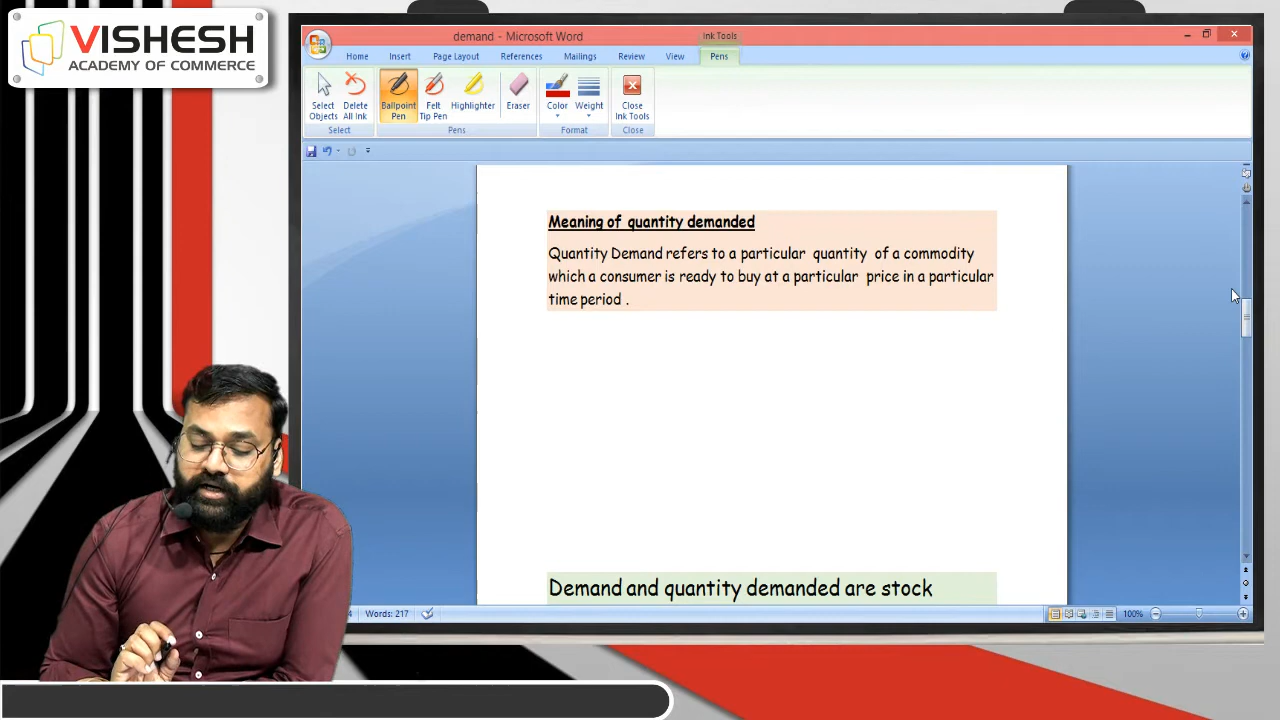 VISHESH
ACADEMY OF COMMERCE
demand - Microsoft Word
Ink Tools
Home Insert Page Layout References Mailings Review View Pens
Select Objects
Delete All Ink
Ballpoint Pen
Felt Tip Pen
Highlighter
Eraser
Color
Weight
Close Ink Tools
Select Pens Format Close
Meaning of quantity demanded
Quantity Demand refers to a particular quantity of a commodity
which a consumer is ready to buy at a particular price in a particular
time period .
Demand and quantity demanded are stock
4 Words: 217 100%